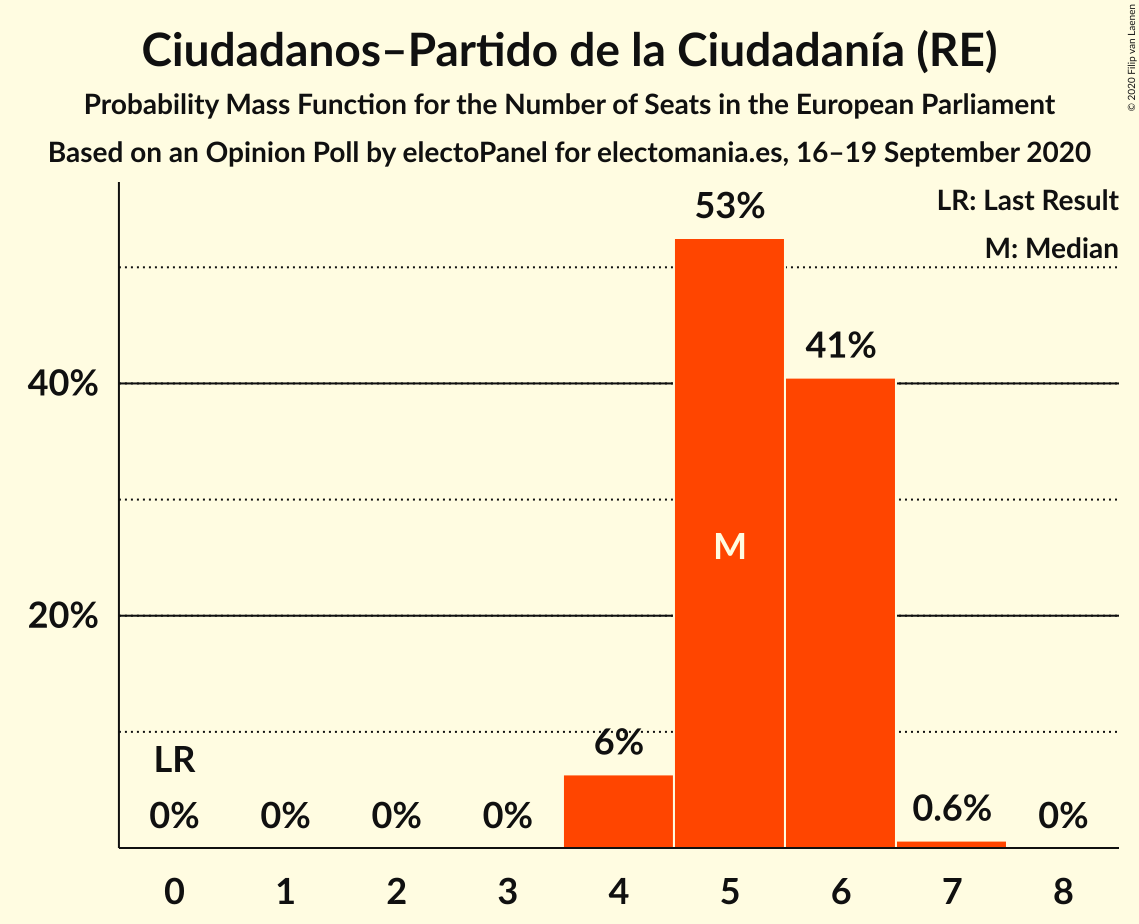 Ciudadanos–Partido de la Ciudadanía (RE)
Probability Mass Function for the Number of Seats in the European Parliament
Based on an Opinion Poll by electoPanel for electomania.es, 16–19 September 2020
© 2020 Filip van Laenen
LR: Last Result
M: Median
53%
41%
40%
M
20%
6%
LR
0% 0% 0% 0% 0.6% 0%
0 1 2 3 4 5 6 7 8